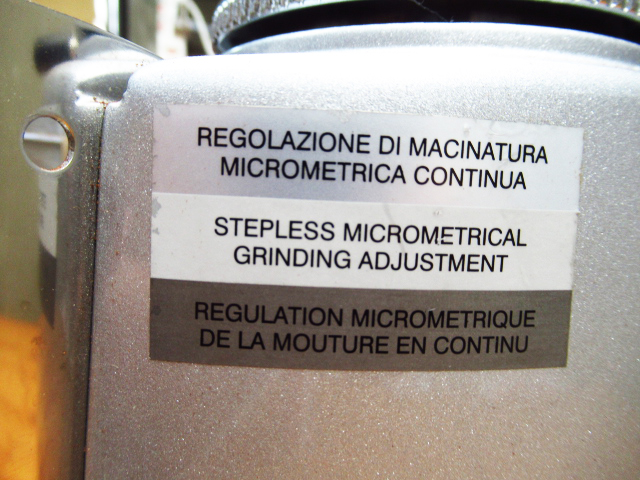 REGOLAZIONE DI MACINATURA
MICROMETRICA CONTINUA
STEPLESS MICROMETRICAL
GRINDING ADJUSTMENT
REGULATION MICROMETRIQUE
DE LA MOUTURE EN CONTINU